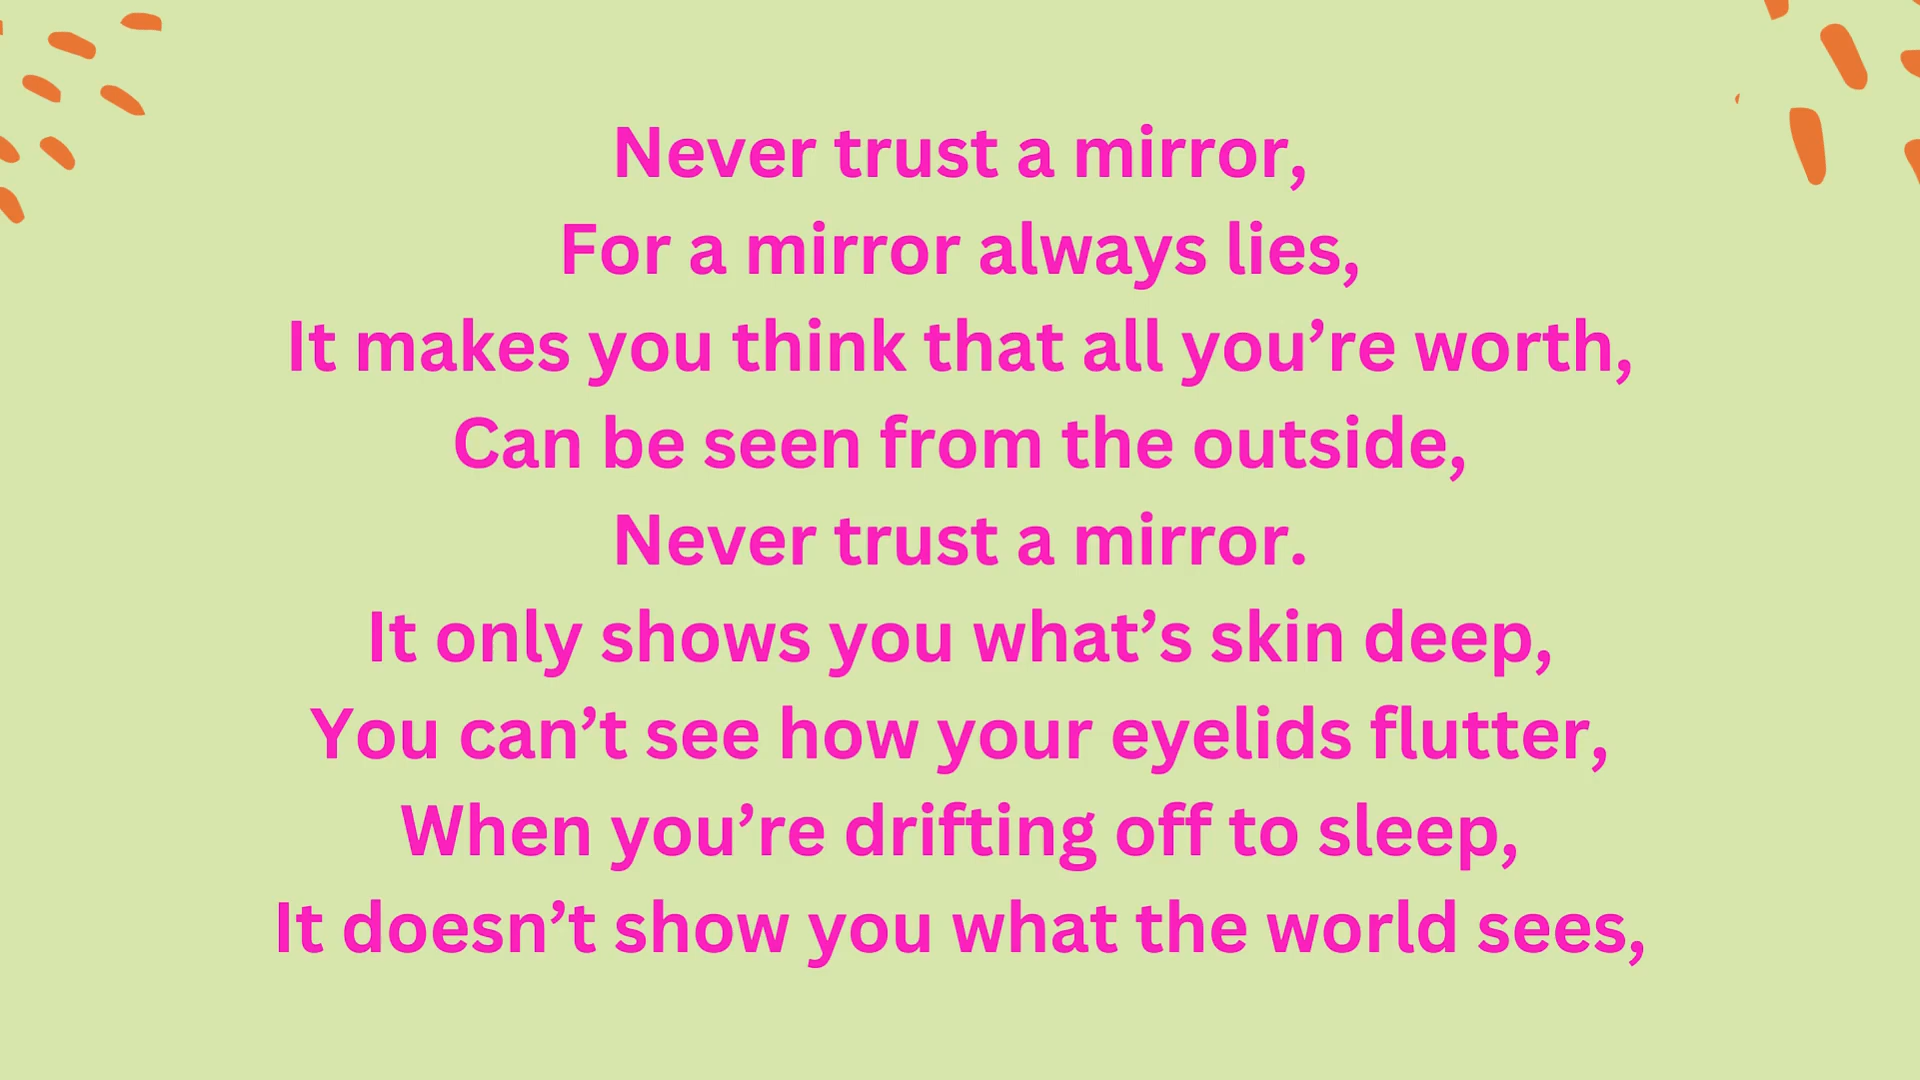 Never trust a mirror,
For a mirror always lies,
It makes you think that all you’re worth,
Can be seen from the outside,
Never trust a mirror.
It only shows you what’s skin deep,
You can’t see how your eyelids flutter,
When you’re drifting off to sleep,
It doesn’t show you what the world sees,